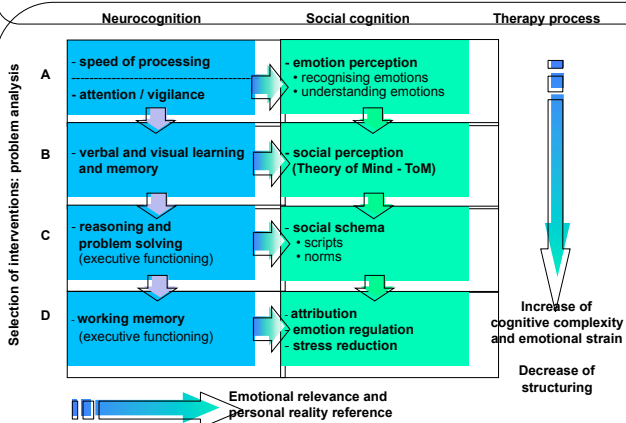 Neurocognition
Social cognition
Therapy process
Selection of interventions: problem analysis
A
- speed of processing
- attention / vigilance
- emotion perception
• recognising emotions
• understanding emotions
B
- verbal and visual learning
and memory
- social perception
(Theory of Mind - ToM)
C
- reasoning and
problem solving
(executive functioning)
- social schema
• scripts
• norms
D
- working memory
(executive functioning)
- attribution
- emotion regulation
- stress reduction
Increase of
cognitive complexity
and emotional strain
Decrease of
structuring
Emotional relevance and
personal reality reference